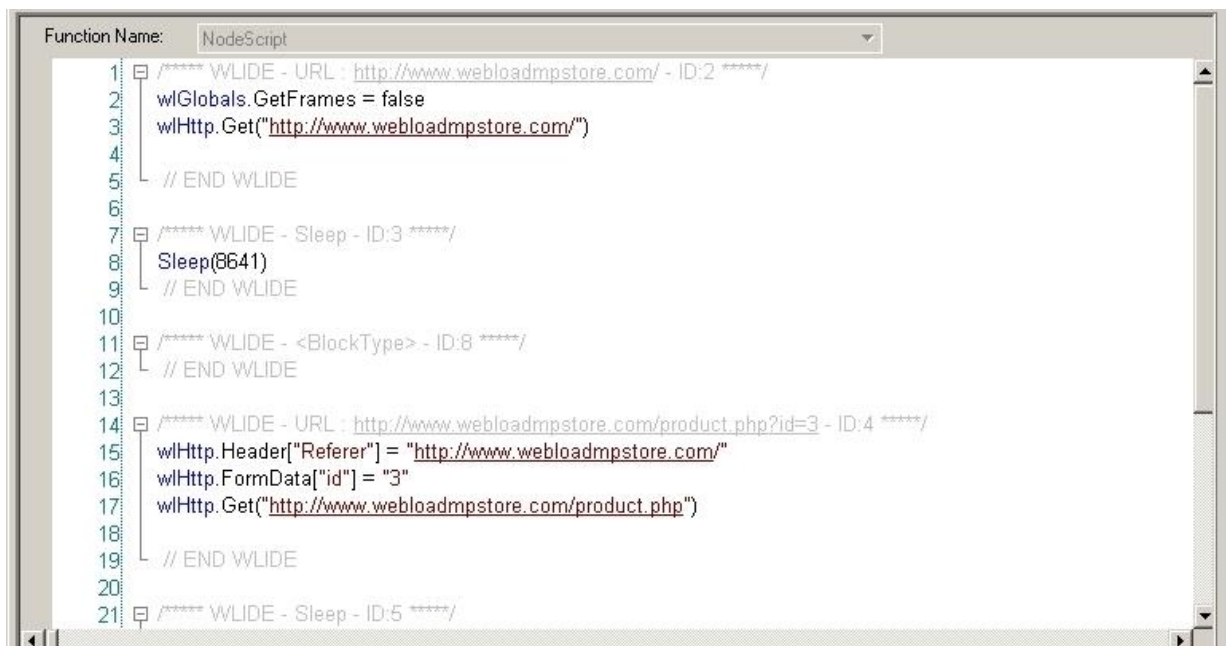 Function Name: NodeScript
1 /***** WLIDE - URL : http://www.webloadmpstore.com/ - ID:2 *****/
2 wlGlobals.GetFrames = false
3 wlHttp.Get("http://www.webloadmpstore.com/")
4
5 // END WLIDE
6
7 /***** WLIDE - Sleep - ID:3 *****/
8 Sleep(8641)
9 // END WLIDE
10
11 /***** WLIDE - <BlockType> - ID:8 *****/
12 // END WLIDE
13
14 /***** WLIDE - URL : http://www.webloadmpstore.com/product.php?id=3 - ID:4 *****/
15 wlHttp.Header["Referer"] = "http://www.webloadmpstore.com/"
16 wlHttp.FormData["id"] = "3"
17 wlHttp.Get("http://www.webloadmpstore.com/product.php")
18
19 // END WLIDE
20
21 /***** WLIDE - Sleep - ID:5 *****/